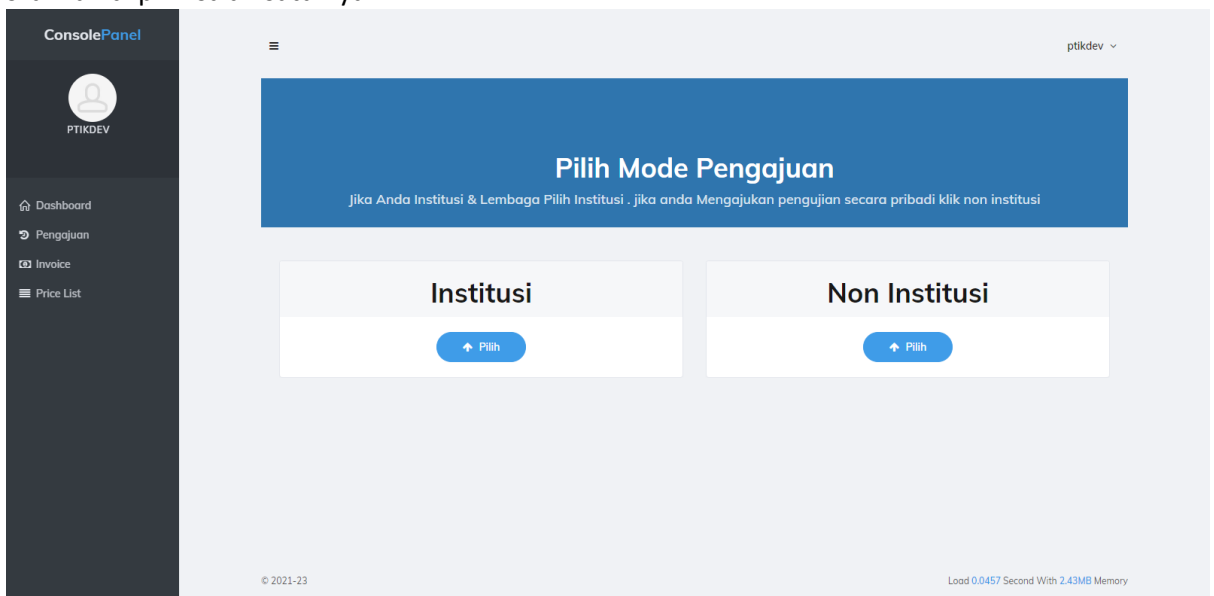 ConsolePanel
ptikdev
PTIKDEV
Pilih Mode Pengajuan
Jika Anda Institusi & Lembaga Pilih Institusi . jika anda Mengajukan pengujian secara pribadi klik non institusi
Dashboard
Pengajuan
Invoice
Price List
Institusi
Pilih
Non Institusi
Pilih
© 2021-23
Load 0.0457 Second With 2.43MB Memory